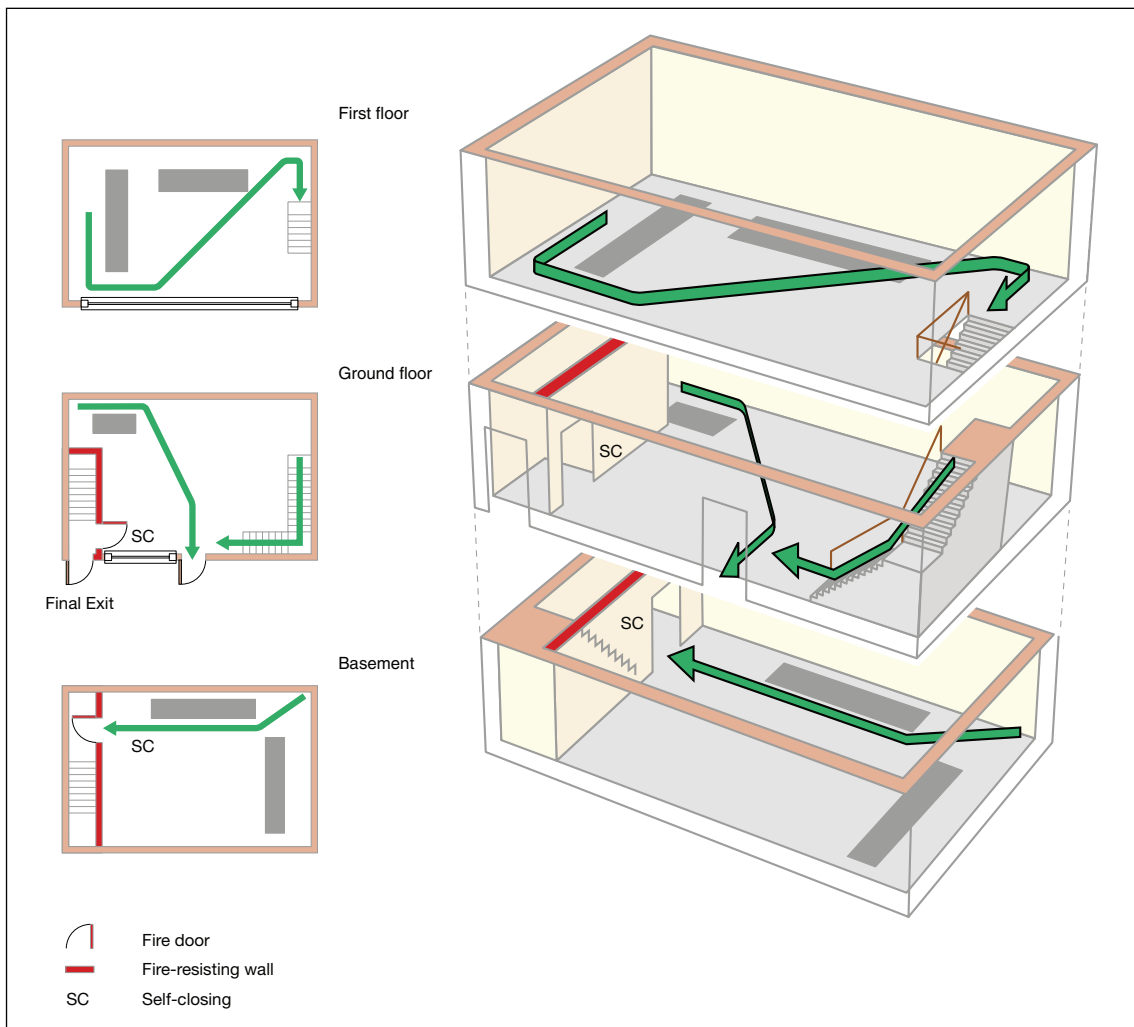 First floor
Ground floor
SC
SC
Final Exit
SC
Basement
SC
Fire door
Fire-resisting wall
SC Self-closing